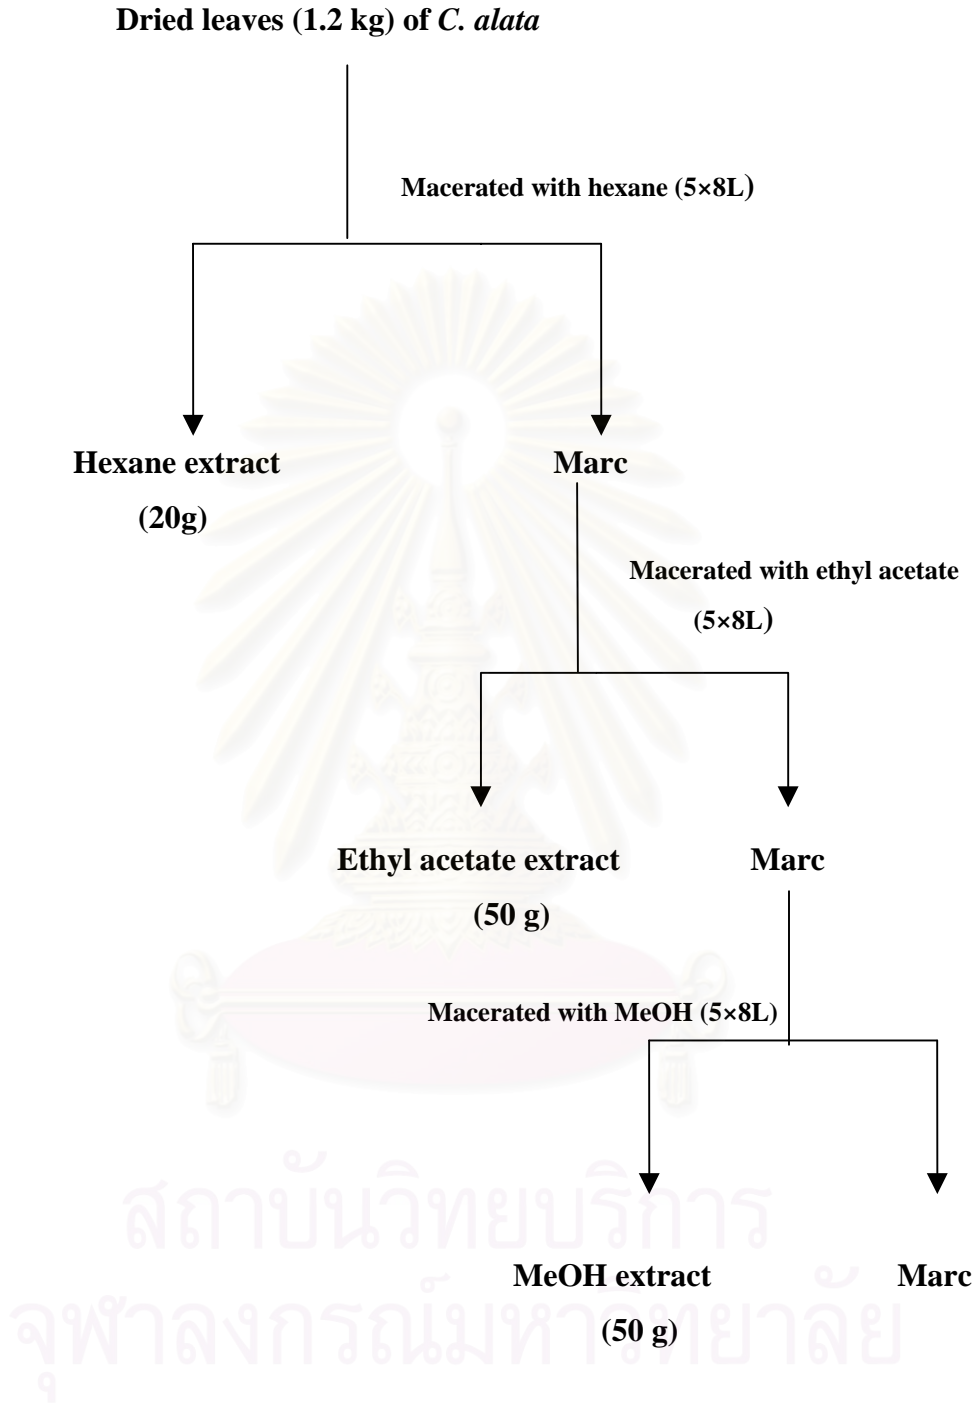 Dried leaves (1.2 kg) of C. alata
Macerated with hexane (5×8L)
Hexane extract
(20g)
Marc
Macerated with ethyl acetate
(5×8L)
Ethyl acetate extract
(50 g)
Marc
Macerated with MeOH (5×8L)
MeOH extract
(50 g)
Marc
สถาบันวิทยบริการ
จุฬาลงกรณ์มหาวิทยาลัย